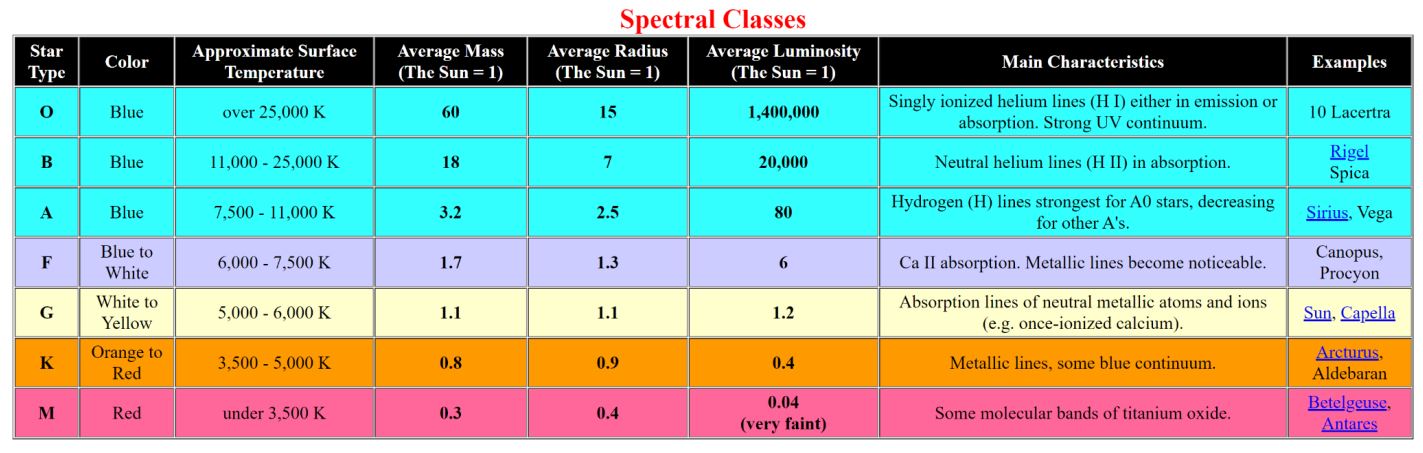 Spectral Classes
Star Type | Color | Approximate Surface Temperature | Average Mass (The Sun = 1) | Average Radius (The Sun = 1) | Average Luminosity (The Sun = 1) | Main Characteristics | Examples
O | Blue | over 25,000 K | 60 | 15 | 1,400,000 | Singly ionized helium lines (H I) either in emission or absorption. Strong UV continuum. | 10 Lacertra
B | Blue | 11,000 - 25,000 K | 18 | 7 | 20,000 | Neutral helium lines (H II) in absorption. | Rigel Spica
A | Blue | 7,500 - 11,000 K | 3.2 | 2.5 | 80 | Hydrogen (H) lines strongest for A0 stars, decreasing for other A's. | Sirius, Vega
F | Blue to White | 6,000 - 7,500 K | 1.7 | 1.3 | 6 | Ca II absorption. Metallic lines become noticeable. | Canopus, Procyon
G | White to Yellow | 5,000 - 6,000 K | 1.1 | 1.1 | 1.2 | Absorption lines of neutral metallic atoms and ions (e.g. once-ionized calcium). | Sun, Capella
K | Orange to Red | 3,500 - 5,000 K | 0.8 | 0.9 | 0.4 | Metallic lines, some blue continuum. | Arcturus, Aldebaran
M | Red | under 3,500 K | 0.3 | 0.4 | 0.04 (very faint) | Some molecular bands of titanium oxide. | Betelgeuse, Antares